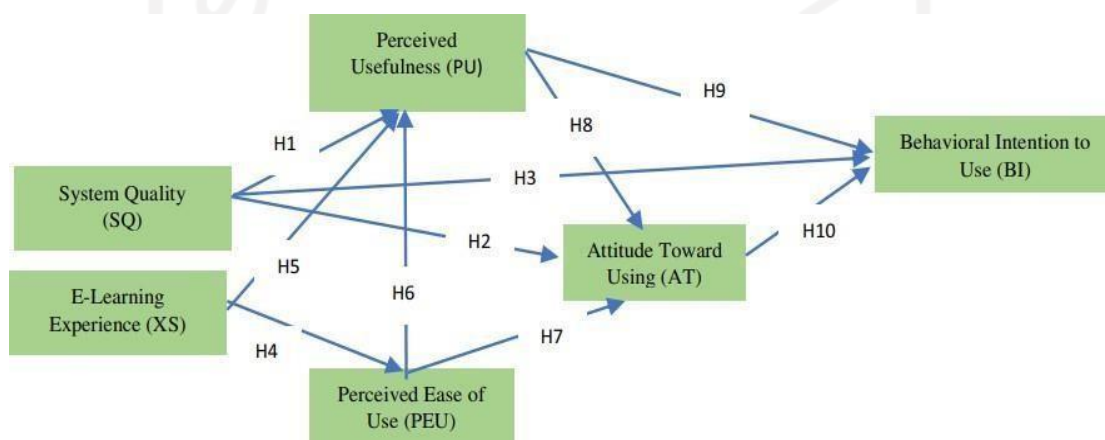 Perceived
Usefulness (PU)
H9
H8
H1
Behavioral Intention to
Use (BI)
H3
System Quality
(SQ)
H2
H10
Attitude Toward
Using (AT)
H5
E-Learning
Experience (XS)
H6
H7
H4
Perceived Ease of
Use (PEU)